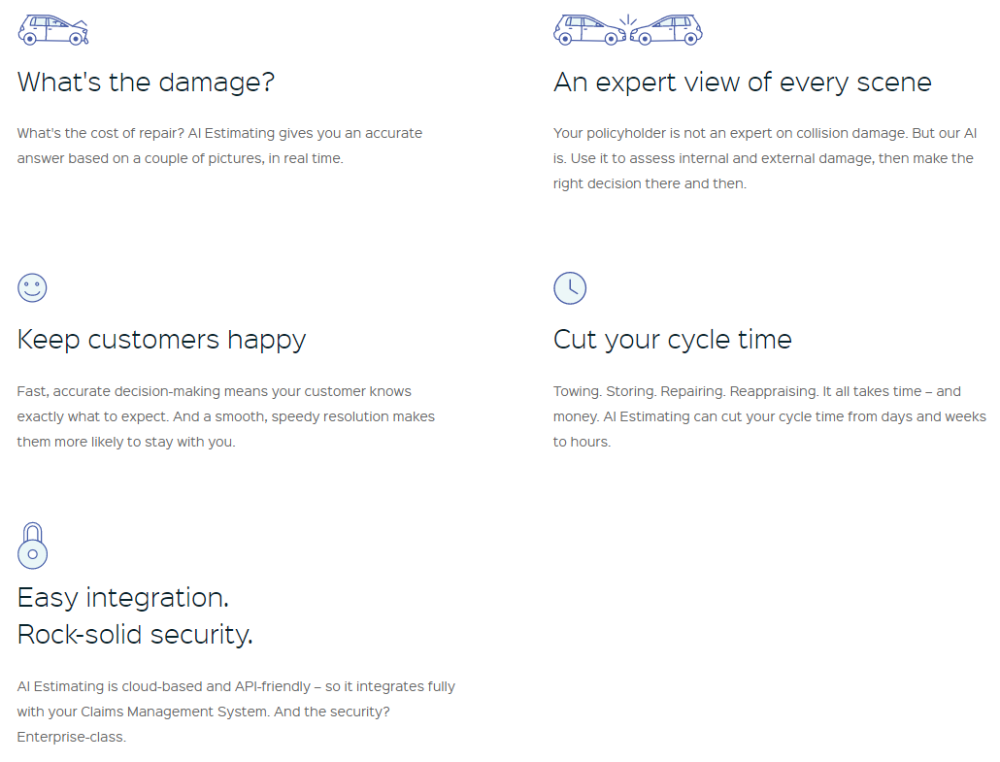 What's the damage?
What's the cost of repair? AI Estimating gives you an accurate
answer based on a couple of pictures, in real time.
An expert view of every scene
Your policyholder is not an expert on collision damage. But our AI
is. Use it to assess internal and external damage, then make the
right decision there and then.
Keep customers happy
Fast, accurate decision-making means your customer knows
exactly what to expect. And a smooth, speedy resolution makes
them more likely to stay with you.
Cut your cycle time
Towing. Storing. Repairing. Reappraising. It all takes time – and
money. AI Estimating can cut your cycle time from days and weeks
to hours.
Easy integration.
Rock-solid security.
AI Estimating is cloud-based and API-friendly – so it integrates fully
with your Claims Management System. And the security?
Enterprise-class.